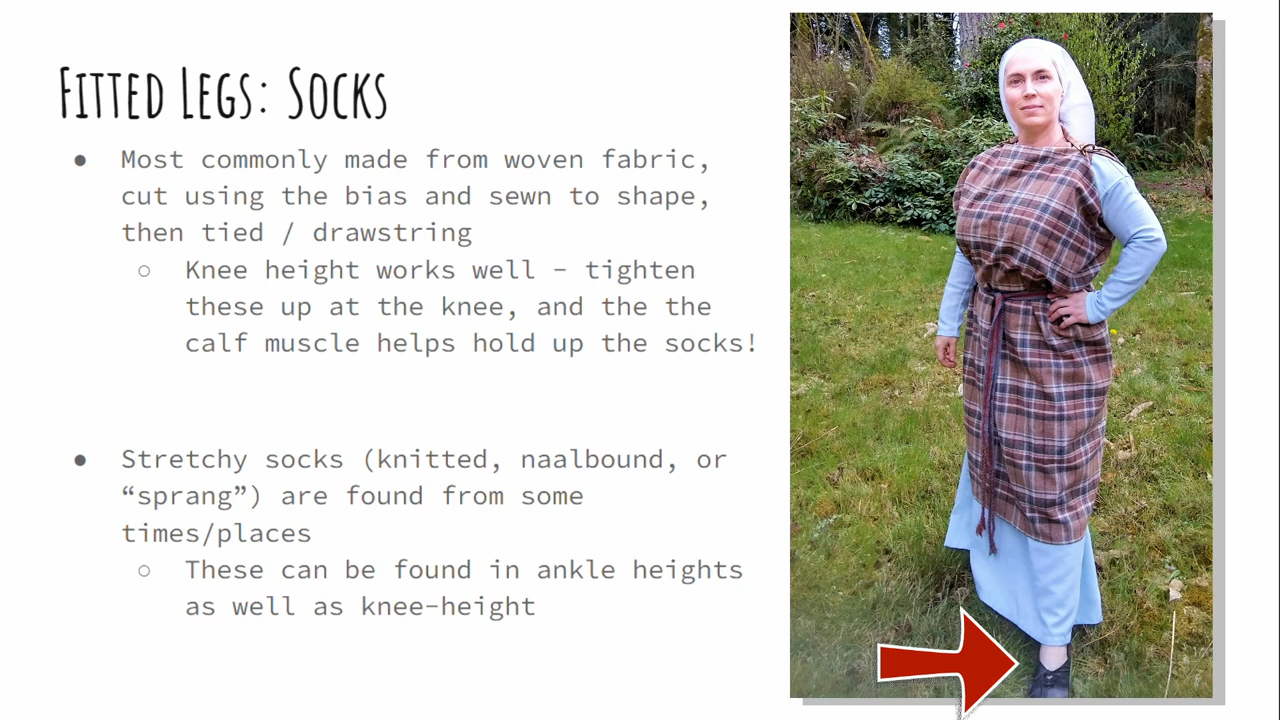 Fitted Legs: Socks
● Most commonly made from woven fabric,
cut using the bias and sewn to shape,
then tied / drawstring
○ Knee height works well – tighten
these up at the knee, and the the
calf muscle helps hold up the socks!
● Stretchy socks (knitted, naalbound, or
“sprang”) are found from some
times/places
○ These can be found in ankle heights
as well as knee-height